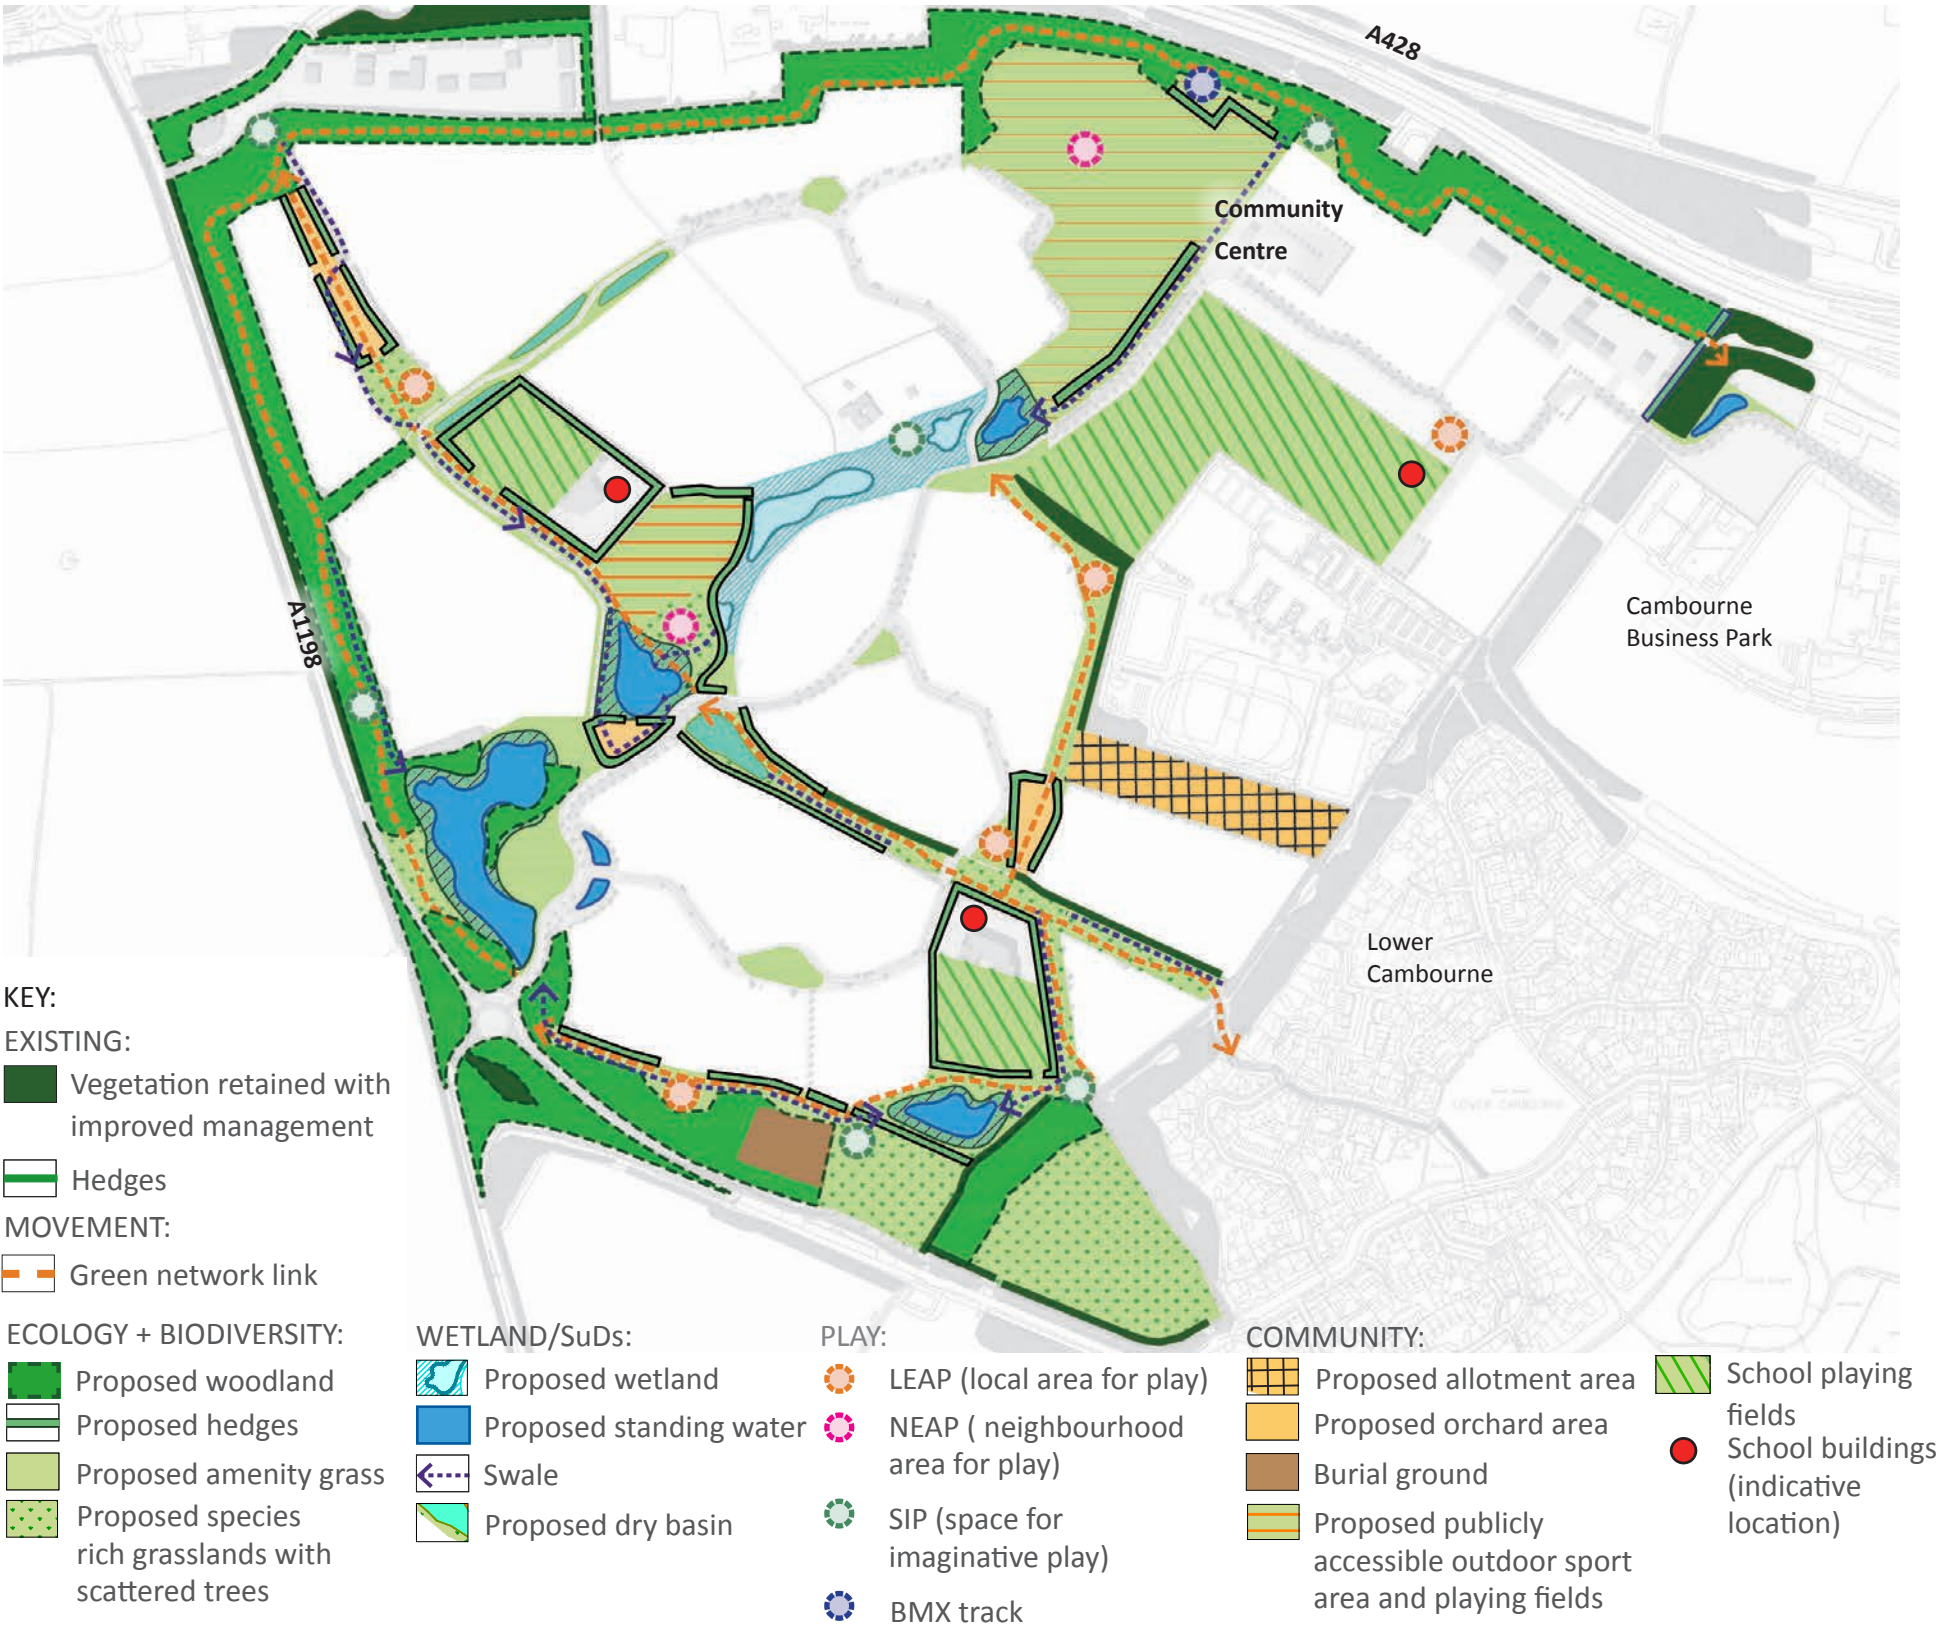 A428
Community
Centre
A1198
Cambourne
Business Park
Lower
Cambourne
KEY:
EXISTING:
Vegetation retained with
improved management
Hedges
MOVEMENT:
Green network link
ECOLOGY + BIODIVERSITY:
Proposed woodland
Proposed hedges
Proposed amenity grass
Proposed species
rich grasslands with
scattered trees
WETLAND/SuDs:
Proposed wetland
Proposed standing water
Swale
Proposed dry basin
PLAY:
LEAP (local area for play)
NEAP ( neighbourhood
area for play)
SIP (space for
imaginative play)
BMX track
COMMUNITY:
Proposed allotment area
Proposed orchard area
Burial ground
Proposed publicly
accessible outdoor sport
area and playing fields
School playing
fields
School buildings
(indicative
location)